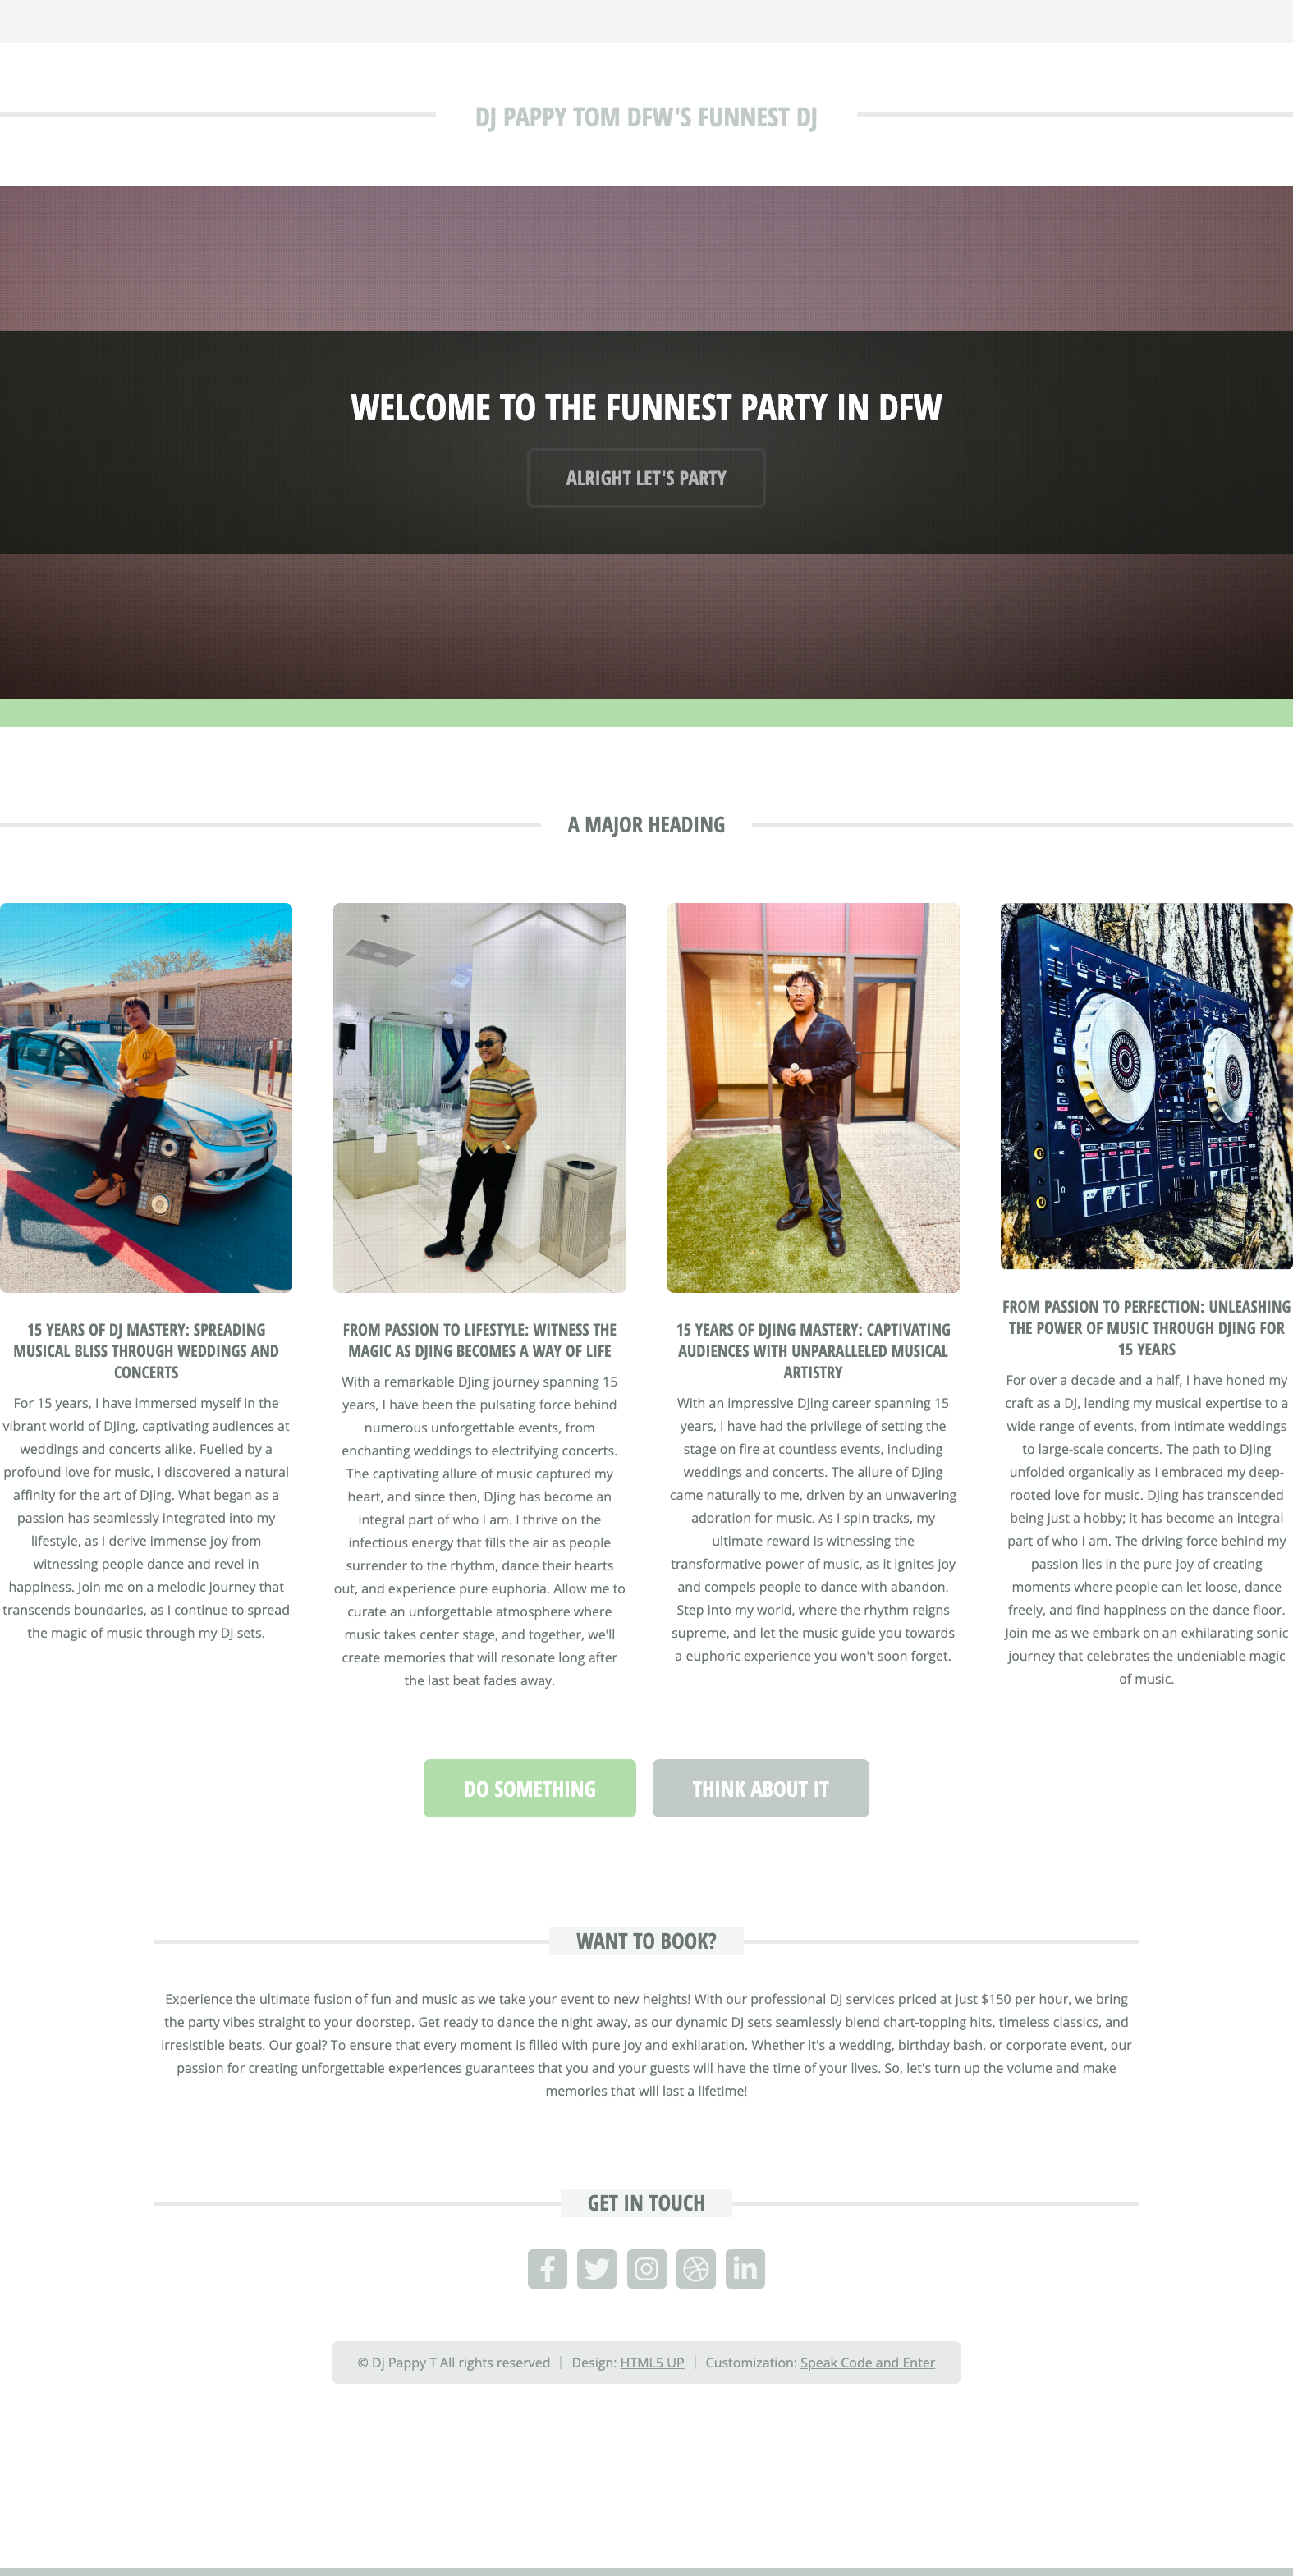 DJ PAPPY TOM DFW'S FUNNEST DJ
WELCOME TO THE FUNNEST PARTY IN DFW
ALRIGHT LET'S PARTY
A MAJOR HEADING
15 YEARS OF DJ MASTERY: SPREADING
MUSICAL BLISS THROUGH WEDDINGS AND
CONCERTS
For 15 years, I have immersed myself in the
vibrant world of DJing, captivating audiences at
weddings and concerts alike. Fuelled by a
profound love for music, I discovered a natural
affinity for the art of DJing. What began as a
passion has seamlessly integrated into my
lifestyle, as I derive immense joy from
witnessing people dance and revel in
happiness. Join me on a melodic journey that
transcends boundaries, as I continue to spread
the magic of music through my DJ sets.
FROM PASSION TO LIFESTYLE: WITNESS THE
MAGIC AS DJING BECOMES A WAY OF LIFE
With a remarkable DJing journey spanning 15
years, I have been the pulsating force behind
numerous unforgettable events, from
enchanting weddings to electrifying concerts.
The captivating allure of music captured my
heart, and since then, DJing has become an
integral part of who I am. I thrive on the
infectious energy that fills the air as people
surrender to the rhythm, dance their hearts
out, and experience pure euphoria. Allow me to
curate an unforgettable atmosphere where
music takes center stage, and together, we'll
create memories that will resonate long after
the last beat fades away.
15 YEARS OF DJING MASTERY: CAPTIVATING
AUDIENCES WITH UNPARALLELED MUSICAL
ARTISTRY
With an impressive DJing career spanning 15
years, I have had the privilege of setting the
stage on fire at countless events, including
weddings and concerts. The allure of DJing
came naturally to me, driven by an unwavering
adoration for music. As I spin tracks, my
ultimate reward is witnessing the
transformative power of music, as it ignites joy
and compels people to dance with abandon.
Step into my world, where the rhythm reigns
supreme, and let the music guide you towards
a euphoric experience you won't soon forget.
FROM PASSION TO PERFECTION: UNLEASHING
THE POWER OF MUSIC THROUGH DJING FOR
15 YEARS
For over a decade and a half, I have honed my
craft as a DJ, lending my musical expertise to a
wide range of events, from intimate weddings
to large-scale concerts. The path to DJing
unfolded organically as I embraced my deep-
rooted love for music. DJing has transcended
being just a hobby; it has become an integral
part of who I am. The driving force behind my
passion lies in the pure joy of creating
moments where people can let loose, dance
freely, and find happiness on the dance floor.
Join me as we embark on an exhilarating sonic
journey that celebrates the undeniable magic
of music.
DO SOMETHING
THINK ABOUT IT
WANT TO BOOK?
Experience the ultimate fusion of fun and music as we take your event to new heights! With our professional DJ services priced at just $150 per hour, we bring
the party vibes straight to your doorstep. Get ready to dance the night away, as our dynamic DJ sets seamlessly blend chart-topping hits, timeless classics, and
irresistible beats. Our goal? To ensure that every moment is filled with pure joy and exhilaration. Whether it's a wedding, birthday bash, or corporate event, our
passion for creating unforgettable experiences guarantees that you and your guests will have the time of your lives. So, let's turn up the volume and make
memories that will last a lifetime!
GET IN TOUCH
© Dj Pappy T All rights reserved | Design: HTML5 UP | Customization: Speak Code and Enter